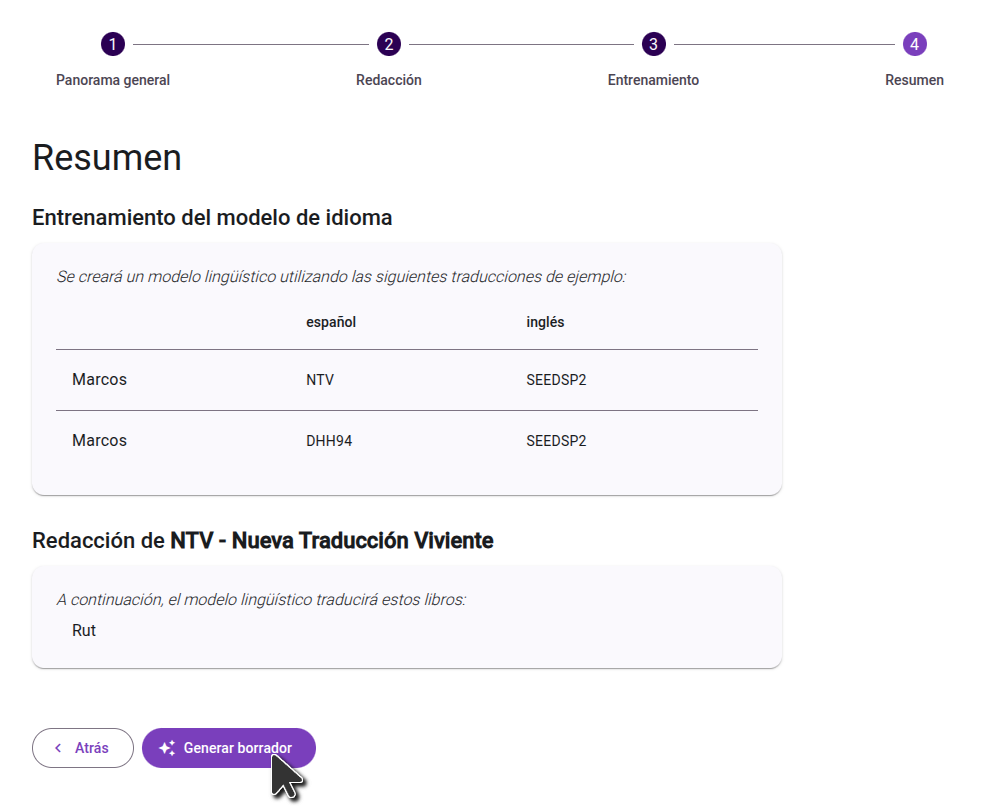 1 2 3 4
Panorama general Redacción Entrenamiento Resumen
Resumen
Entrenamiento del modelo de idioma
Se creará un modelo lingüístico utilizando las siguientes traducciones de ejemplo:
español inglés
Marcos NTV SEEDSP2
Marcos DHH94 SEEDSP2
Redacción de NTV - Nueva Traducción Viviente
A continuación, el modelo lingüístico traducirá estos libros:
Rut
Atrás Generar borrador